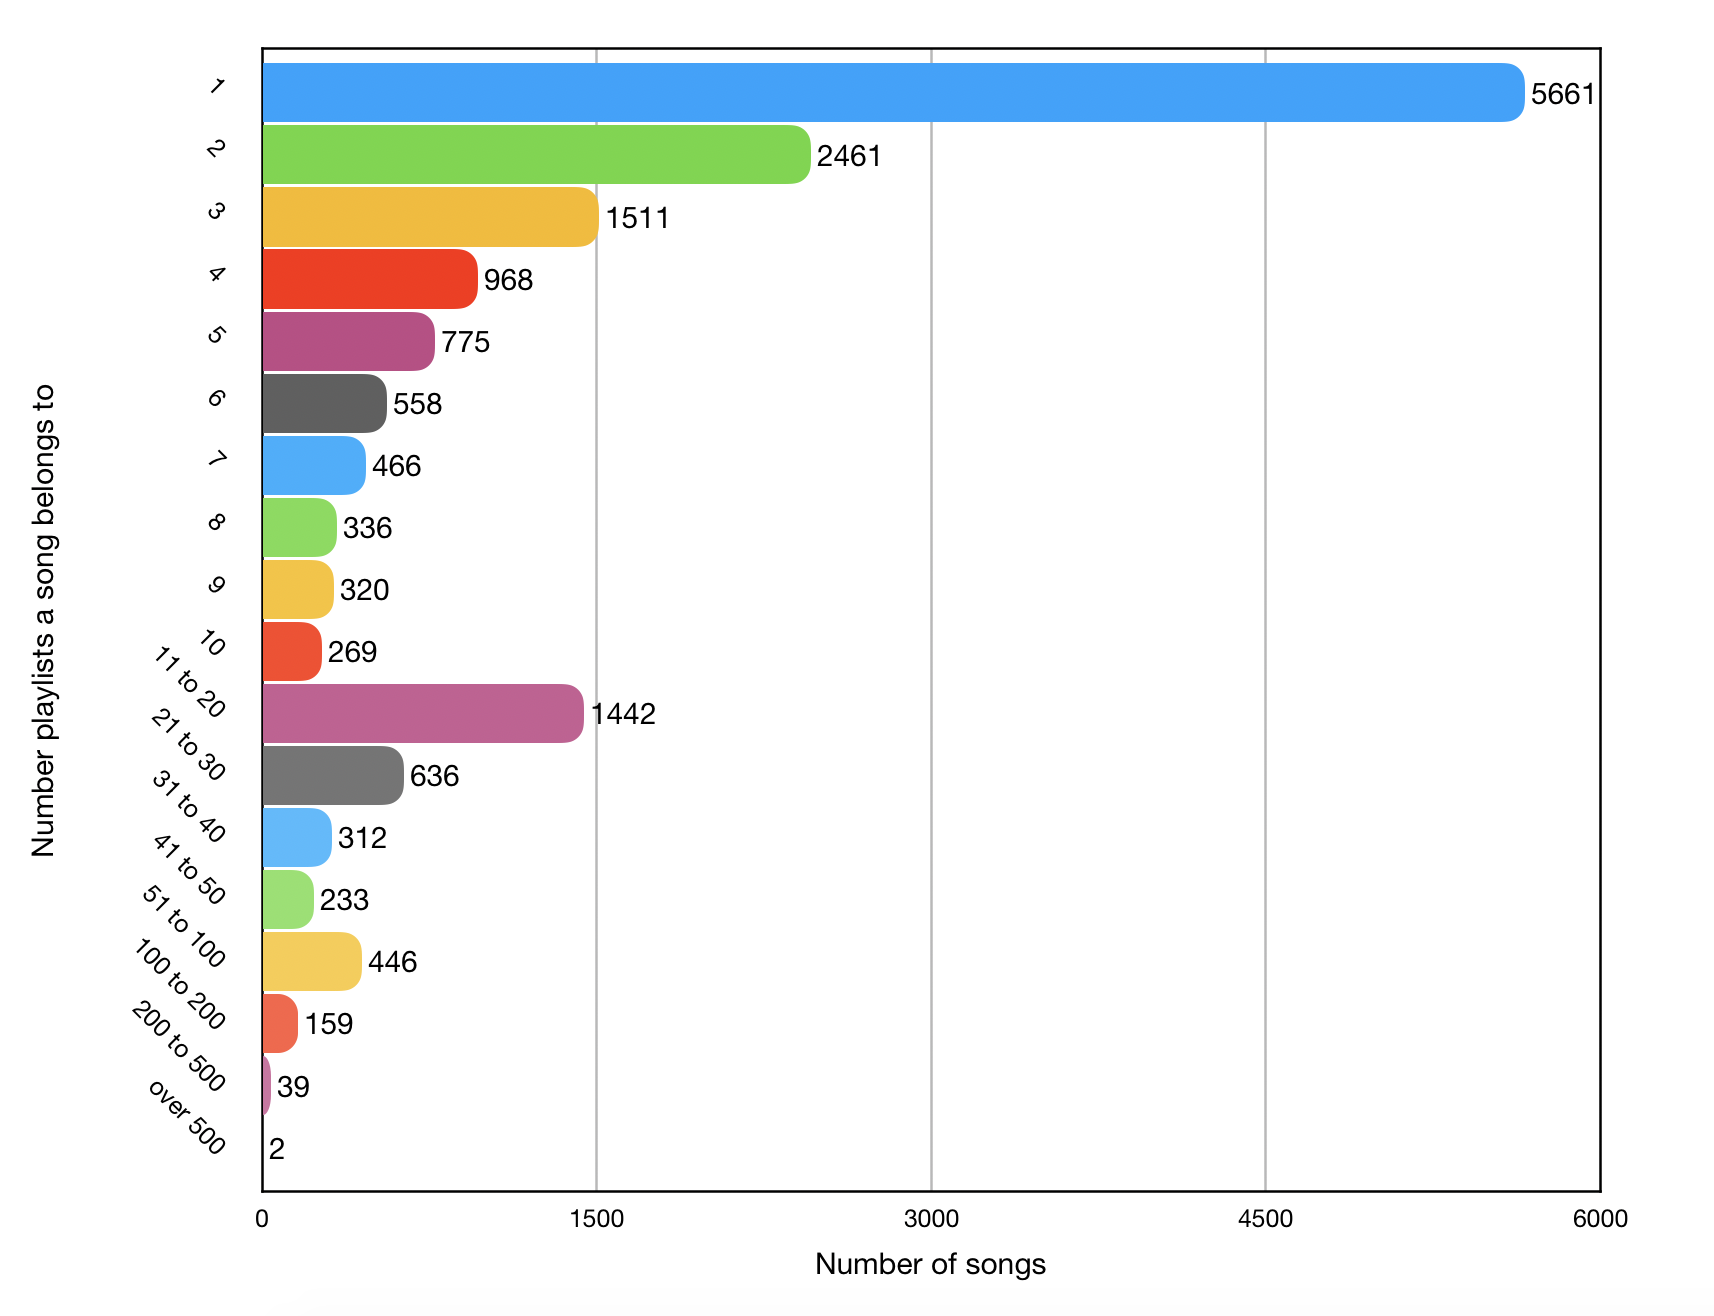 Number playlists a song belongs to
1
5661
2
2461
3
1511
4
968
5
775
6
558
7
466
8
336
9
320
10
269
11 to 20
1442
21 to 30
636
31 to 40
312
41 to 50
233
51 to 100
446
100 to 200
159
200 to 500
39
over 500
2
0 1500 3000 4500 6000
Number of songs